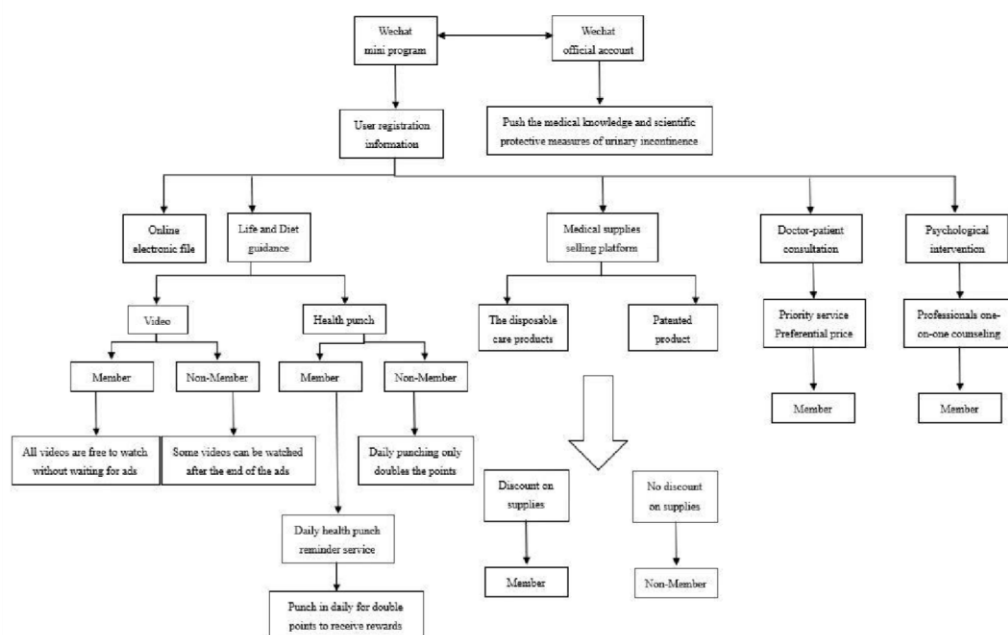 Wechat
mini program
Wechat
official account
User registration
information
Push the medical knowledge and scientific
protective measures of urinary incontinence
Online
electronic file
Life and Diet
guidance
Medical supplies
selling platform
Doctor-patient
consultation
Psychological
intervention
Video
Health punch
The disposable
care products
Patented
product
Priority service
Preferential price
Professionals one-
on-one counseling
Member
Non-Member
Member
Non-Member
Member
Member
All videos are free to watch
without waiting for ads
Some videos can be watched
after the end of the ads
Daily punching only
doubles the points
Discount on
supplies
No discount
on supplies
Daily health punch
reminder service
Member
Non-Member
Punch in daily for double
points to receive rewards